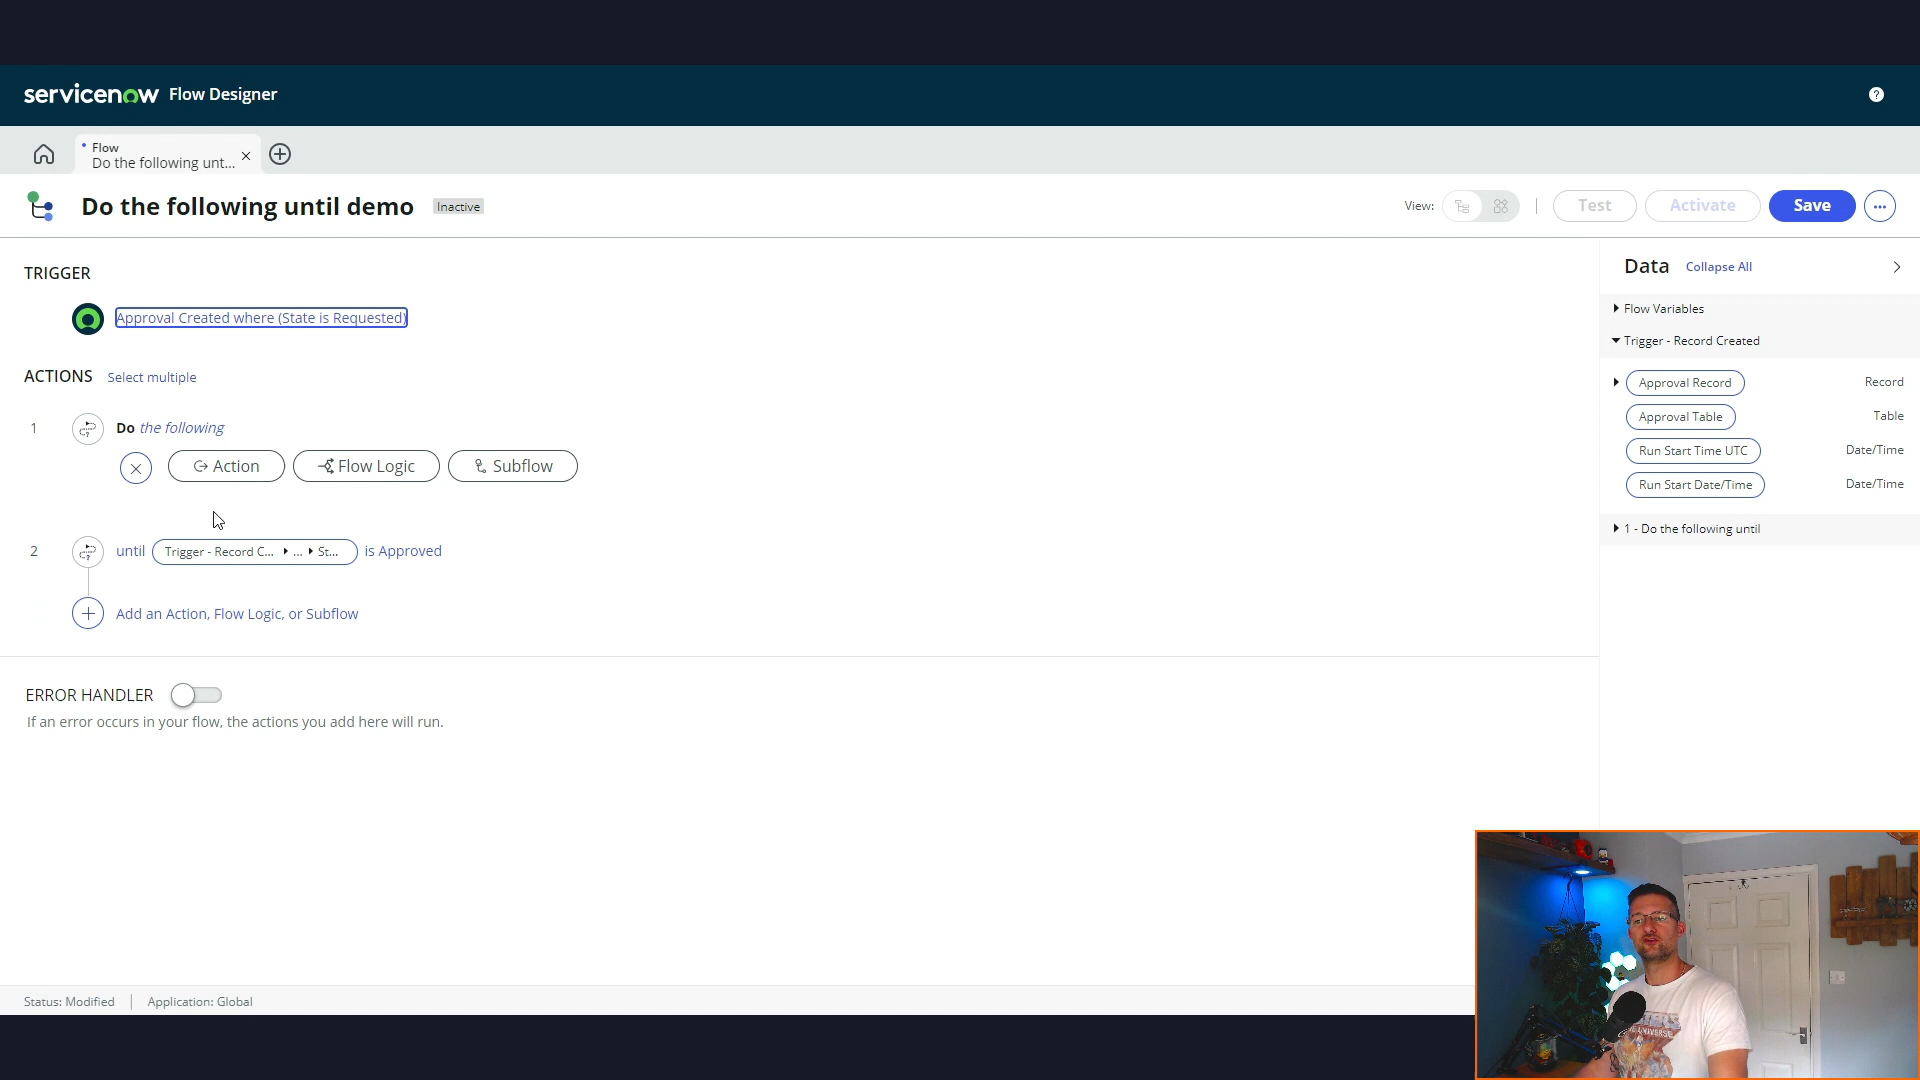 servicenow Flow Designer
?
Flow
Do the following unt...
Do the following until demo
Inactive
View:
Test
Activate
Save
TRIGGER
Approval Created where (State is Requested)
ACTIONS Select multiple
1 Do the following
Action
Flow Logic
Subflow
2 until Trigger - Record C... ... St... is Approved
Add an Action, Flow Logic, or Subflow
ERROR HANDLER
If an error occurs in your flow, the actions you add here will run.
Data Collapse All
Flow Variables
Trigger - Record Created
Approval Record Record
Approval Table Table
Run Start Time UTC Date/Time
Run Start Date/Time Date/Time
1 - Do the following until
Status: Modified
Application: Global
UNIVERSE